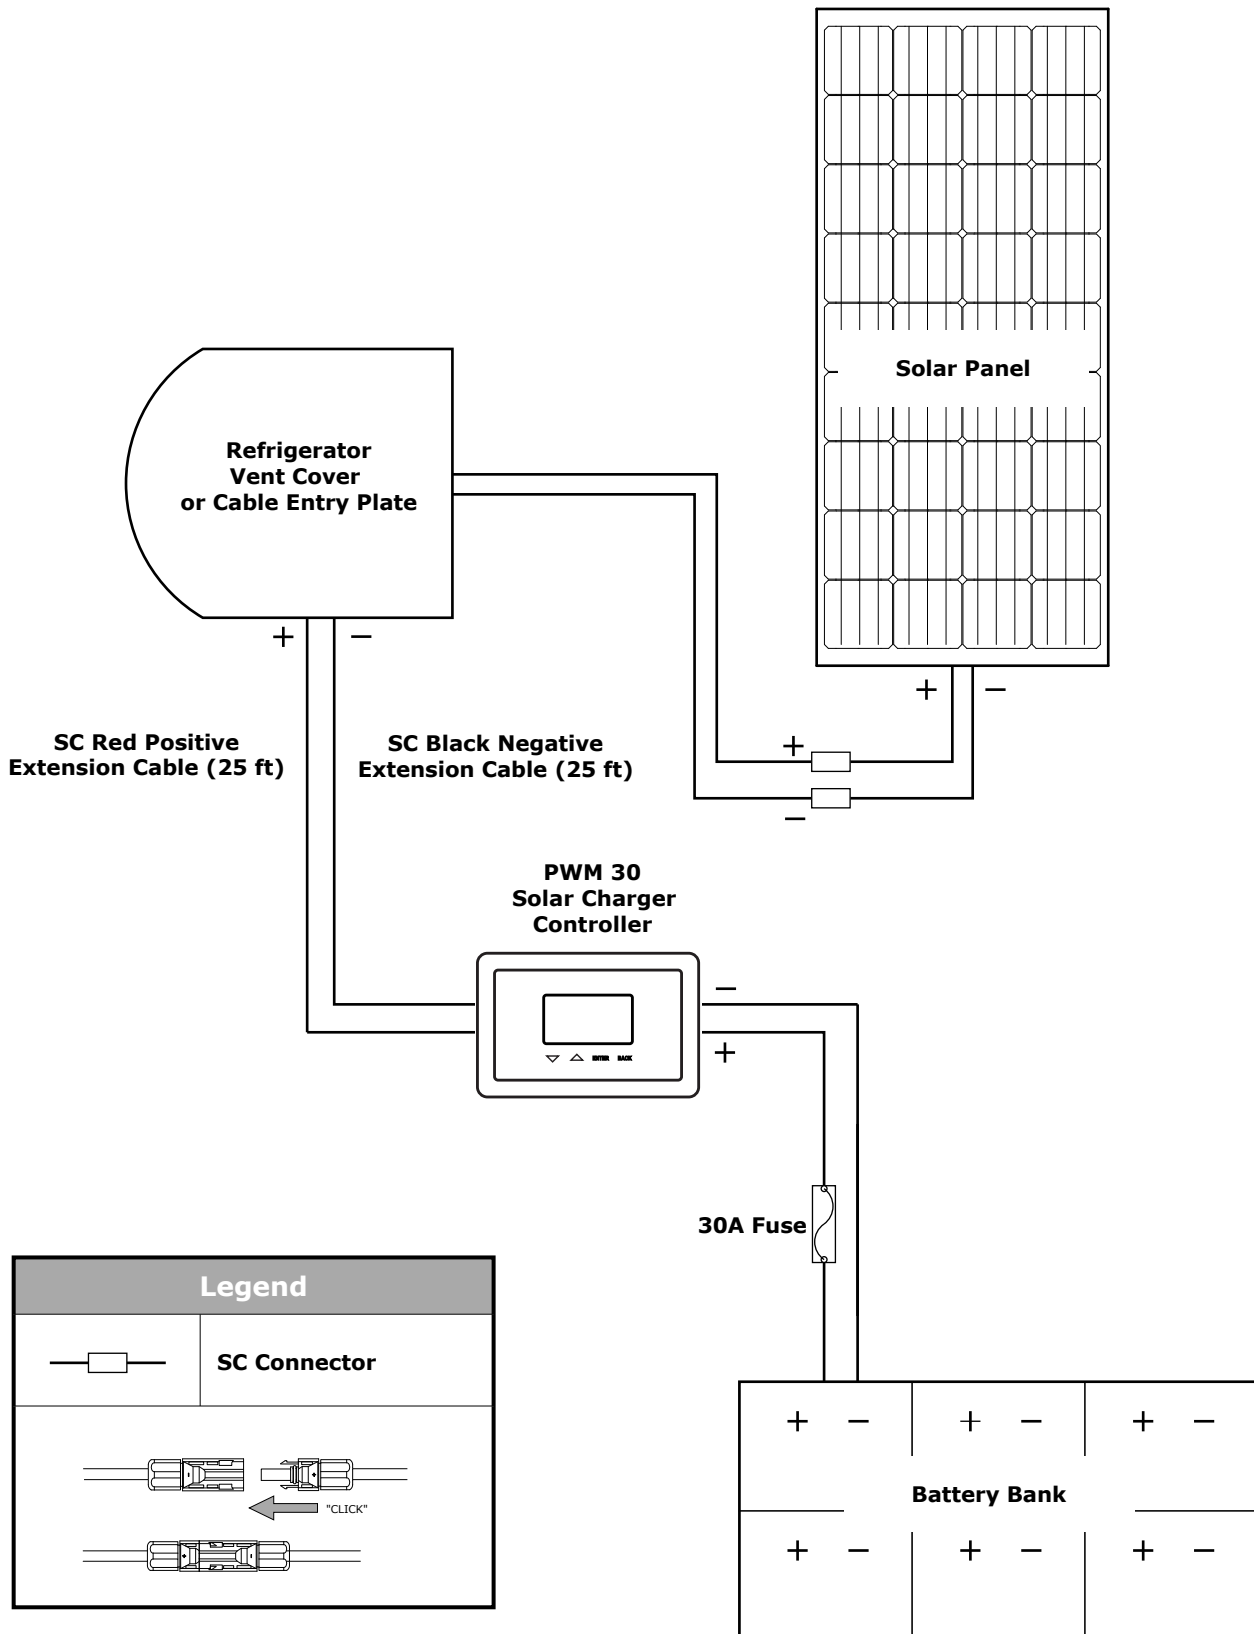 Solar Panel
Refrigerator
Vent Cover
or Cable Entry Plate
+ −
+ −
SC Red Positive
Extension Cable (25 ft)
SC Black Negative
Extension Cable (25 ft)
+
−
PWM 30
Solar Charger
Controller
ENTER BACK
−
+
30A Fuse
Legend
SC Connector
"CLICK"
+ − + − + −
Battery Bank
+ − + − + −